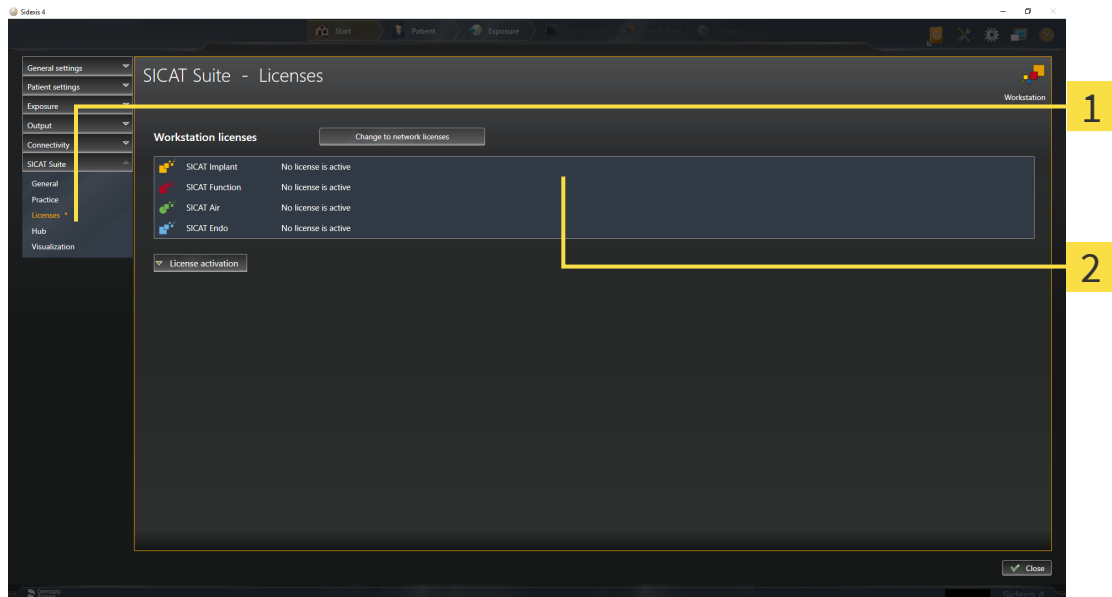 Sidexis 4
Start Patient Exposure
General settings
Patient settings
Exposure
Output
Connectivity
SICAT Suite
General
Practice
Licenses *
Hub
Visualization
SICAT Suite - Licenses
Workstation
Workstation licenses Change to network licenses
SICAT Implant No license is active
SICAT Function No license is active
SICAT Air No license is active
SICAT Endo No license is active
License activation
1
2
Close
Dentsply
Sidexis 4